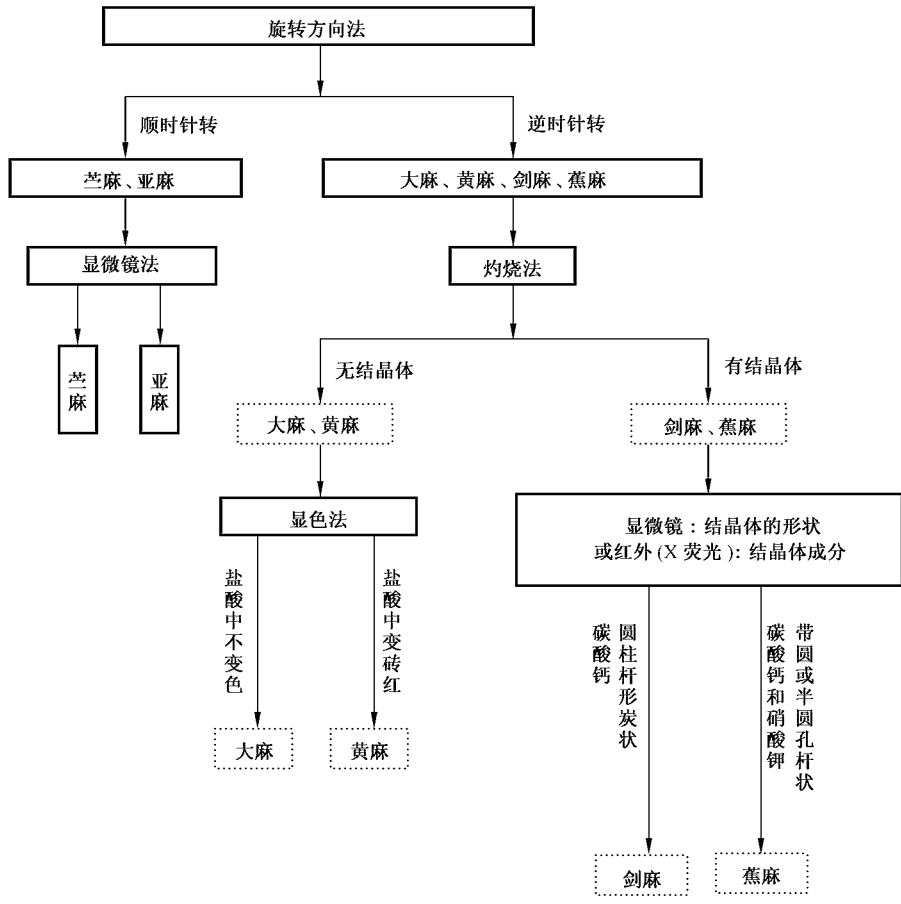 旋转方向法
顺时针转
逆时针转
苎麻、亚麻
大麻、黄麻、剑麻、蕉麻
显微镜法
灼烧法
苎麻
亚麻
无结晶体
有结晶体
大麻、黄麻
剑麻、蕉麻
显色法
显微镜：结晶体的形状
或红外(X 荧光)：结晶体成分
盐酸中不变色
盐酸中变砖红
碳酸钙
圆柱杆形炭状
碳酸钙和硝酸钾
带圆或半圆孔杆状
大麻
黄麻
剑麻
蕉麻